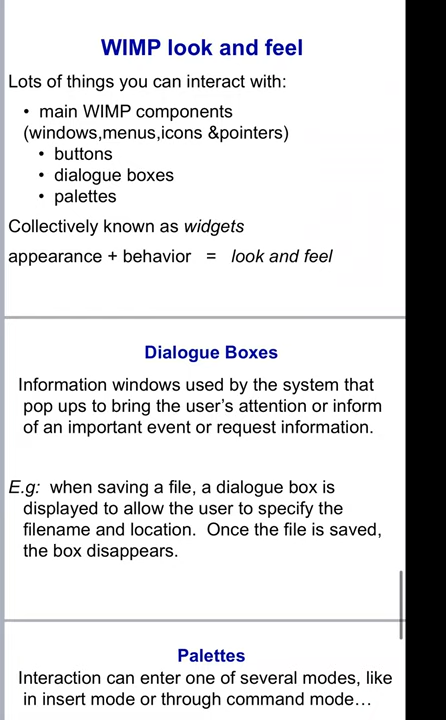 WIMP look and feel
Lots of things you can interact with:
• main WIMP components
(windows,menus,icons &pointers)
• buttons
• dialogue boxes
• palettes
Collectively known as widgets
appearance + behavior = look and feel
Dialogue Boxes
Information windows used by the system that
pop ups to bring the user’s attention or inform
of an important event or request information.
E.g: when saving a file, a dialogue box is
displayed to allow the user to specify the
filename and location. Once the file is saved,
the box disappears.
Palettes
Interaction can enter one of several modes, like
in insert mode or through command mode…